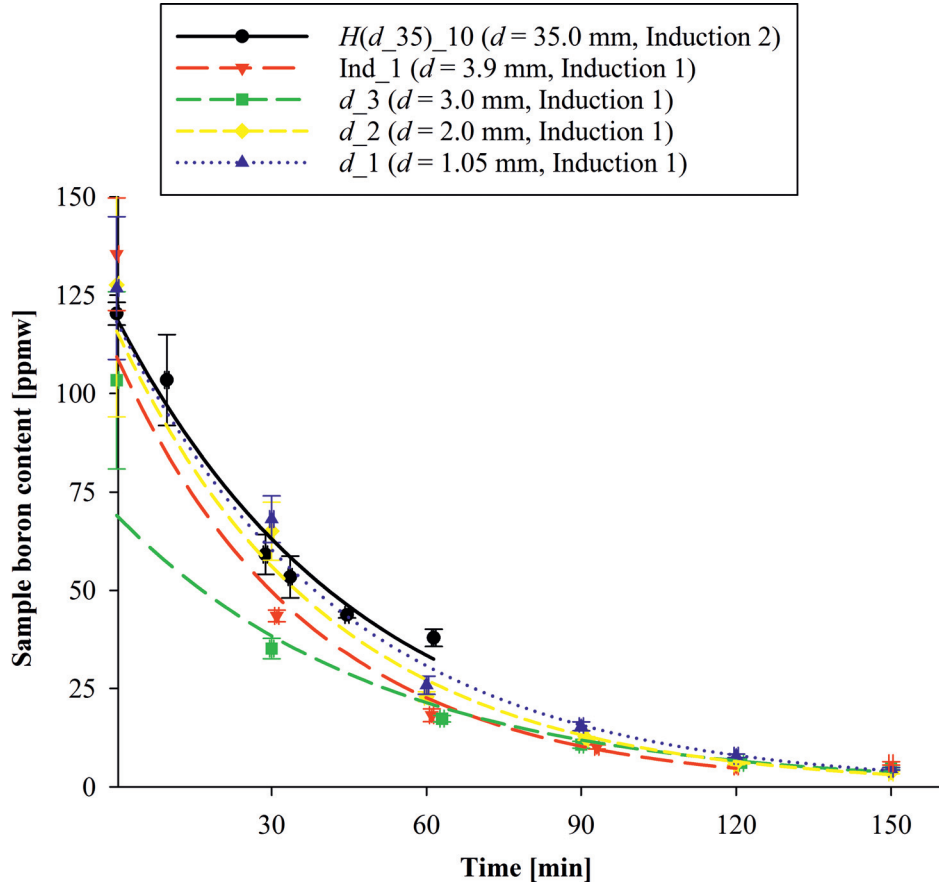 H(d_35)_10 (d = 35.0 mm, Induction 2)
Ind_1 (d = 3.9 mm, Induction 1)
d_3 (d = 3.0 mm, Induction 1)
d_2 (d = 2.0 mm, Induction 1)
d_1 (d = 1.05 mm, Induction 1)
Sample boron content [ppmw]
150
125
100
75
50
25
0
30 60 90 120 150
Time [min]